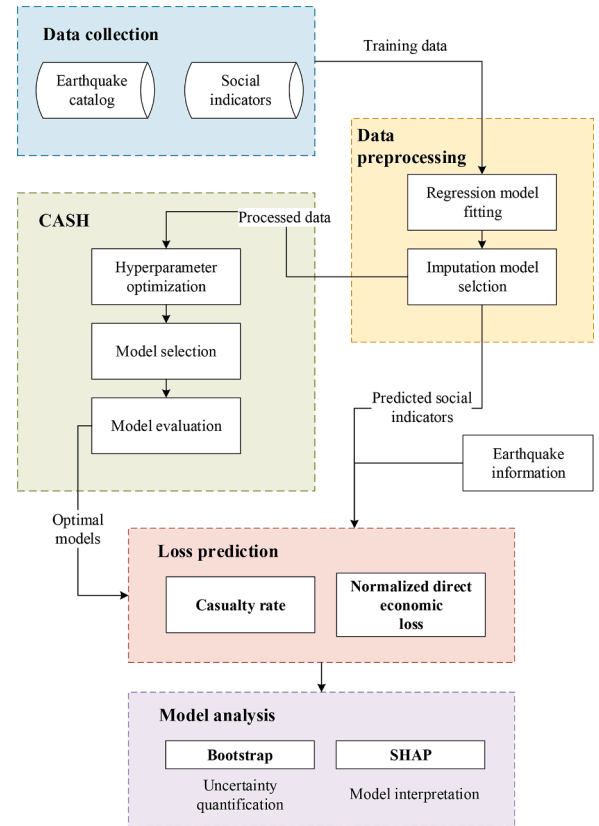 Data collection
Earthquake
catalog
Social
indicators
Training data
Data
preprocessing
Regression model
fitting
Imputation model
selction
Processed data
CASH
Hyperparameter
optimization
Model selection
Model evaluation
Predicted social
indicators
Earthquake
information
Optimal
models
Loss prediction
Casualty rate
Normalized direct
economic
loss
Model analysis
Bootstrap
SHAP
Uncertainty
quantification
Model interpretation